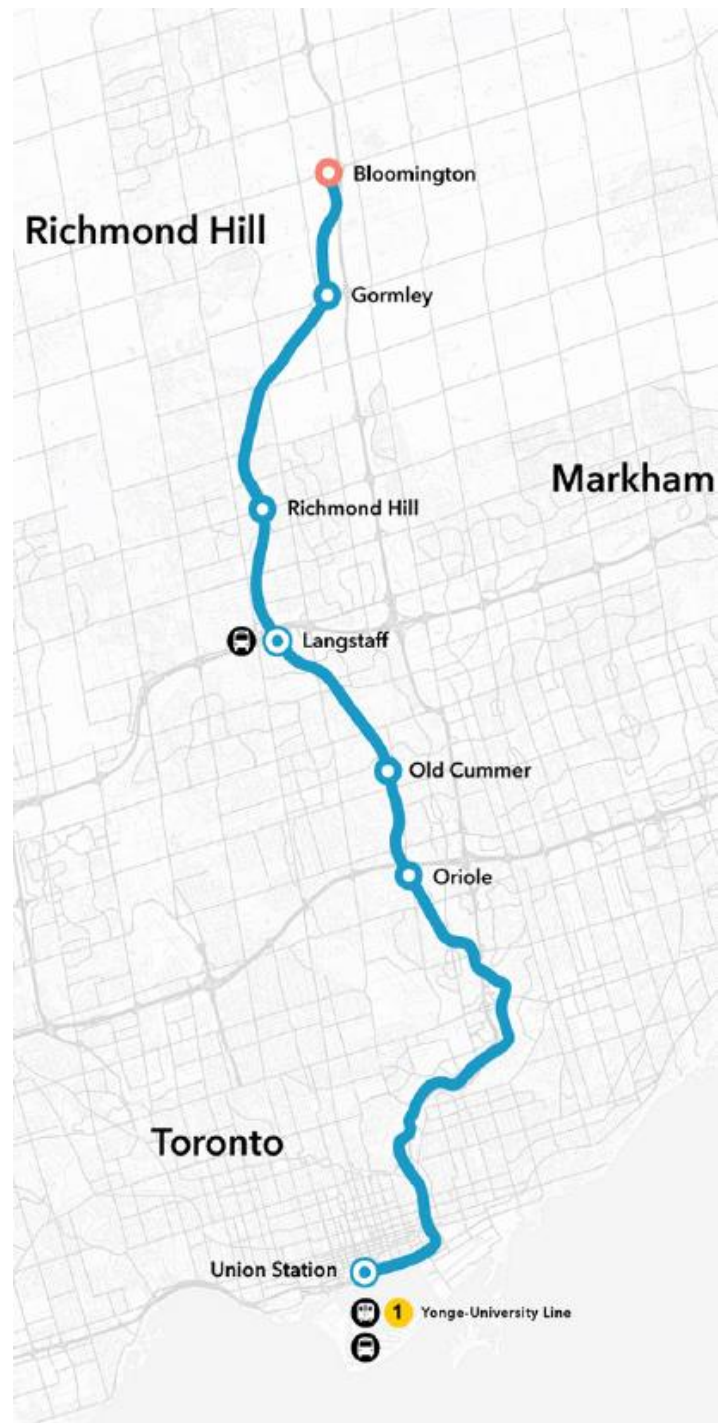 Bloomington
Richmond Hill
Gormley
Markham
Richmond Hill
Langstaff
Old Cummer
Oriole
Toronto
Union Station
1 Yonge-University Line